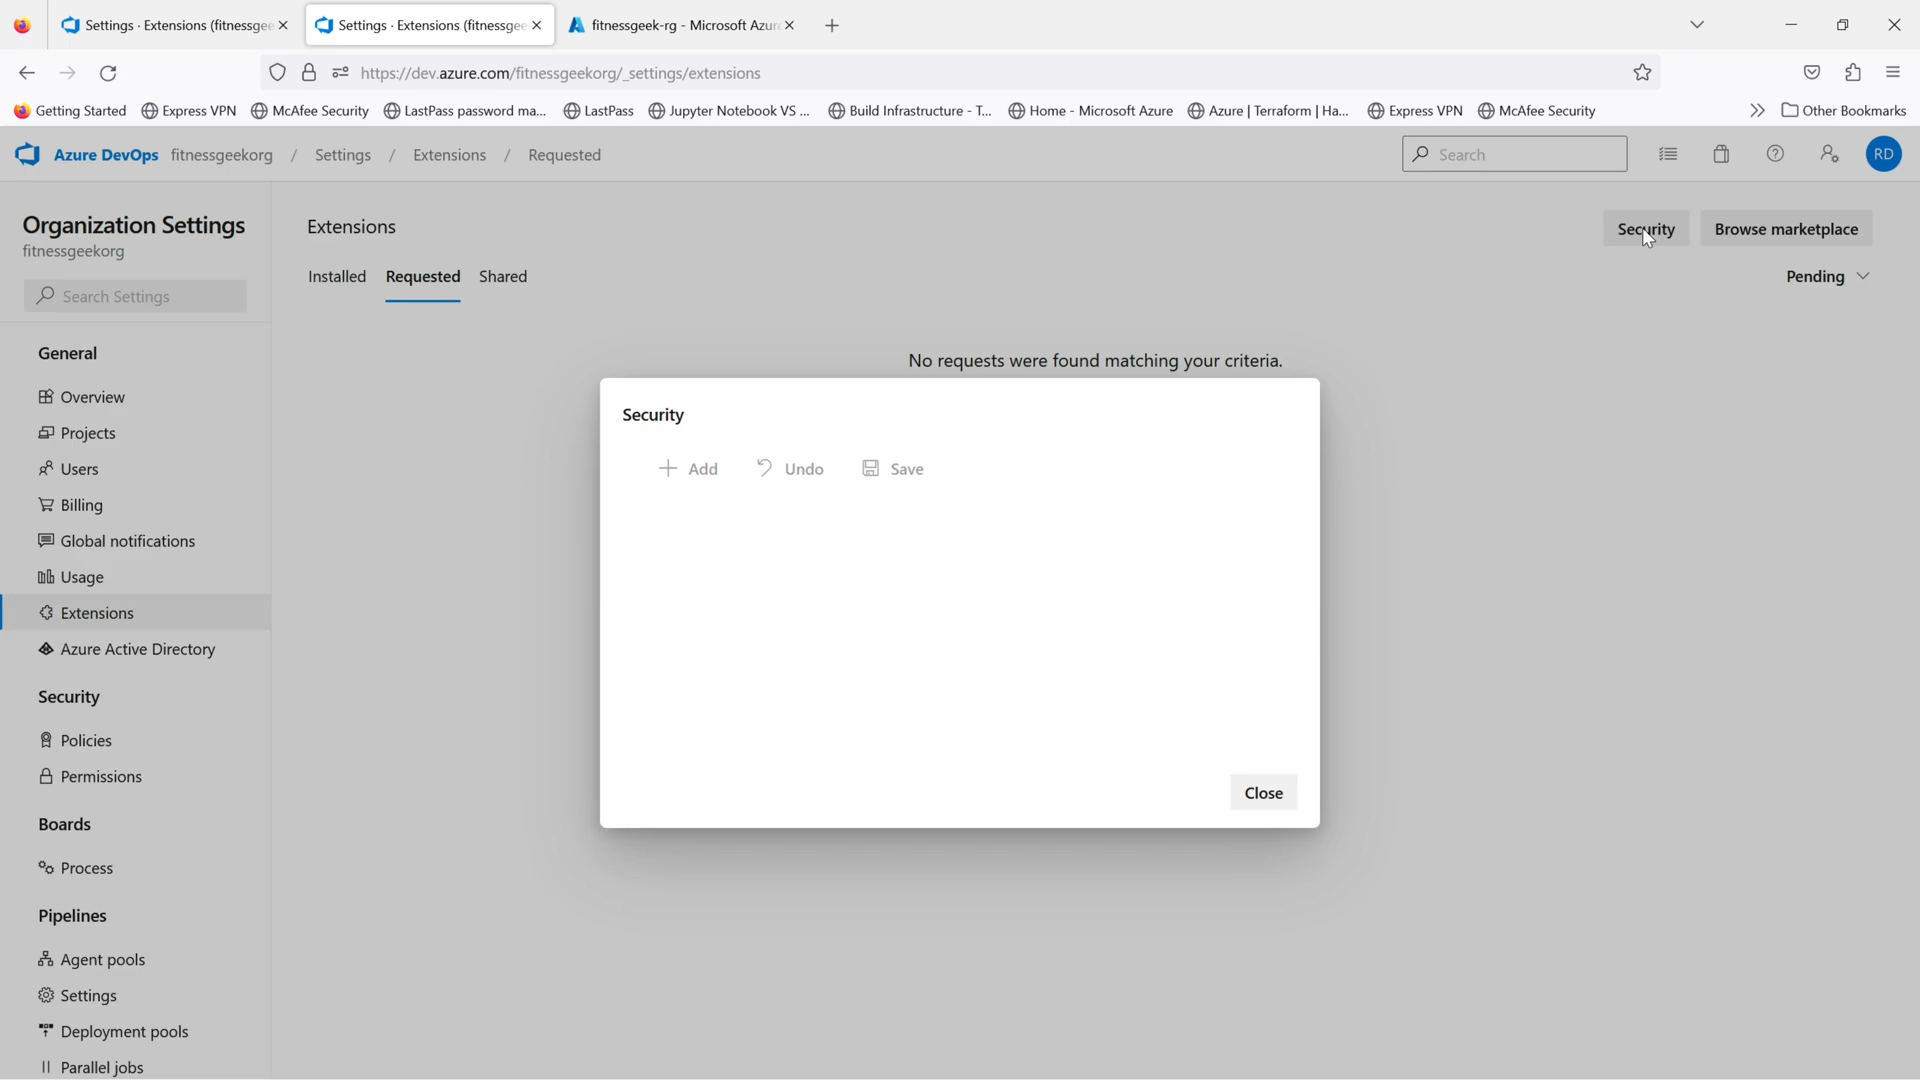 Settings · Extensions (fitnessgee
Settings · Extensions (fitnessgee
fitnessgeek-rg - Microsoft Azur
https://dev.azure.com/fitnessgeekorg/_settings/extensions
Getting Started
Express VPN
McAfee Security
LastPass password ma...
LastPass
Jupyter Notebook VS ...
Build Infrastructure - T...
Home - Microsoft Azure
Azure | Terraform | Ha...
Express VPN
McAfee Security
Other Bookmarks
Azure DevOps fitnessgeekorg / Settings / Extensions / Requested
Search
RD
Organization Settings
fitnessgeekorg
Search Settings
General
Overview
Projects
Users
Billing
Global notifications
Usage
Extensions
Azure Active Directory
Security
Policies
Permissions
Boards
Process
Pipelines
Agent pools
Settings
Deployment pools
Parallel jobs
Extensions
Security
Browse marketplace
Installed
Requested
Shared
Pending
No requests were found matching your criteria.
Security
Add
Undo
Save
Close